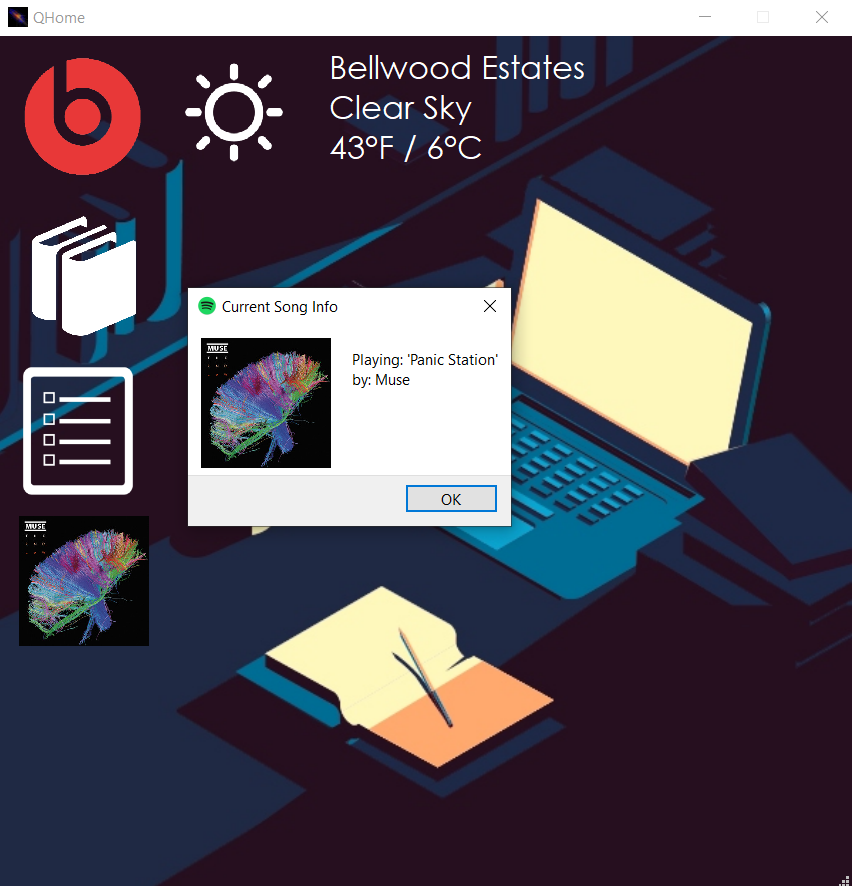 QHome
Bellwood Estates
Clear Sky
43°F / 6°C
Current Song Info
MUSE
Playing: 'Panic Station'
by: Muse
OK
MUSE